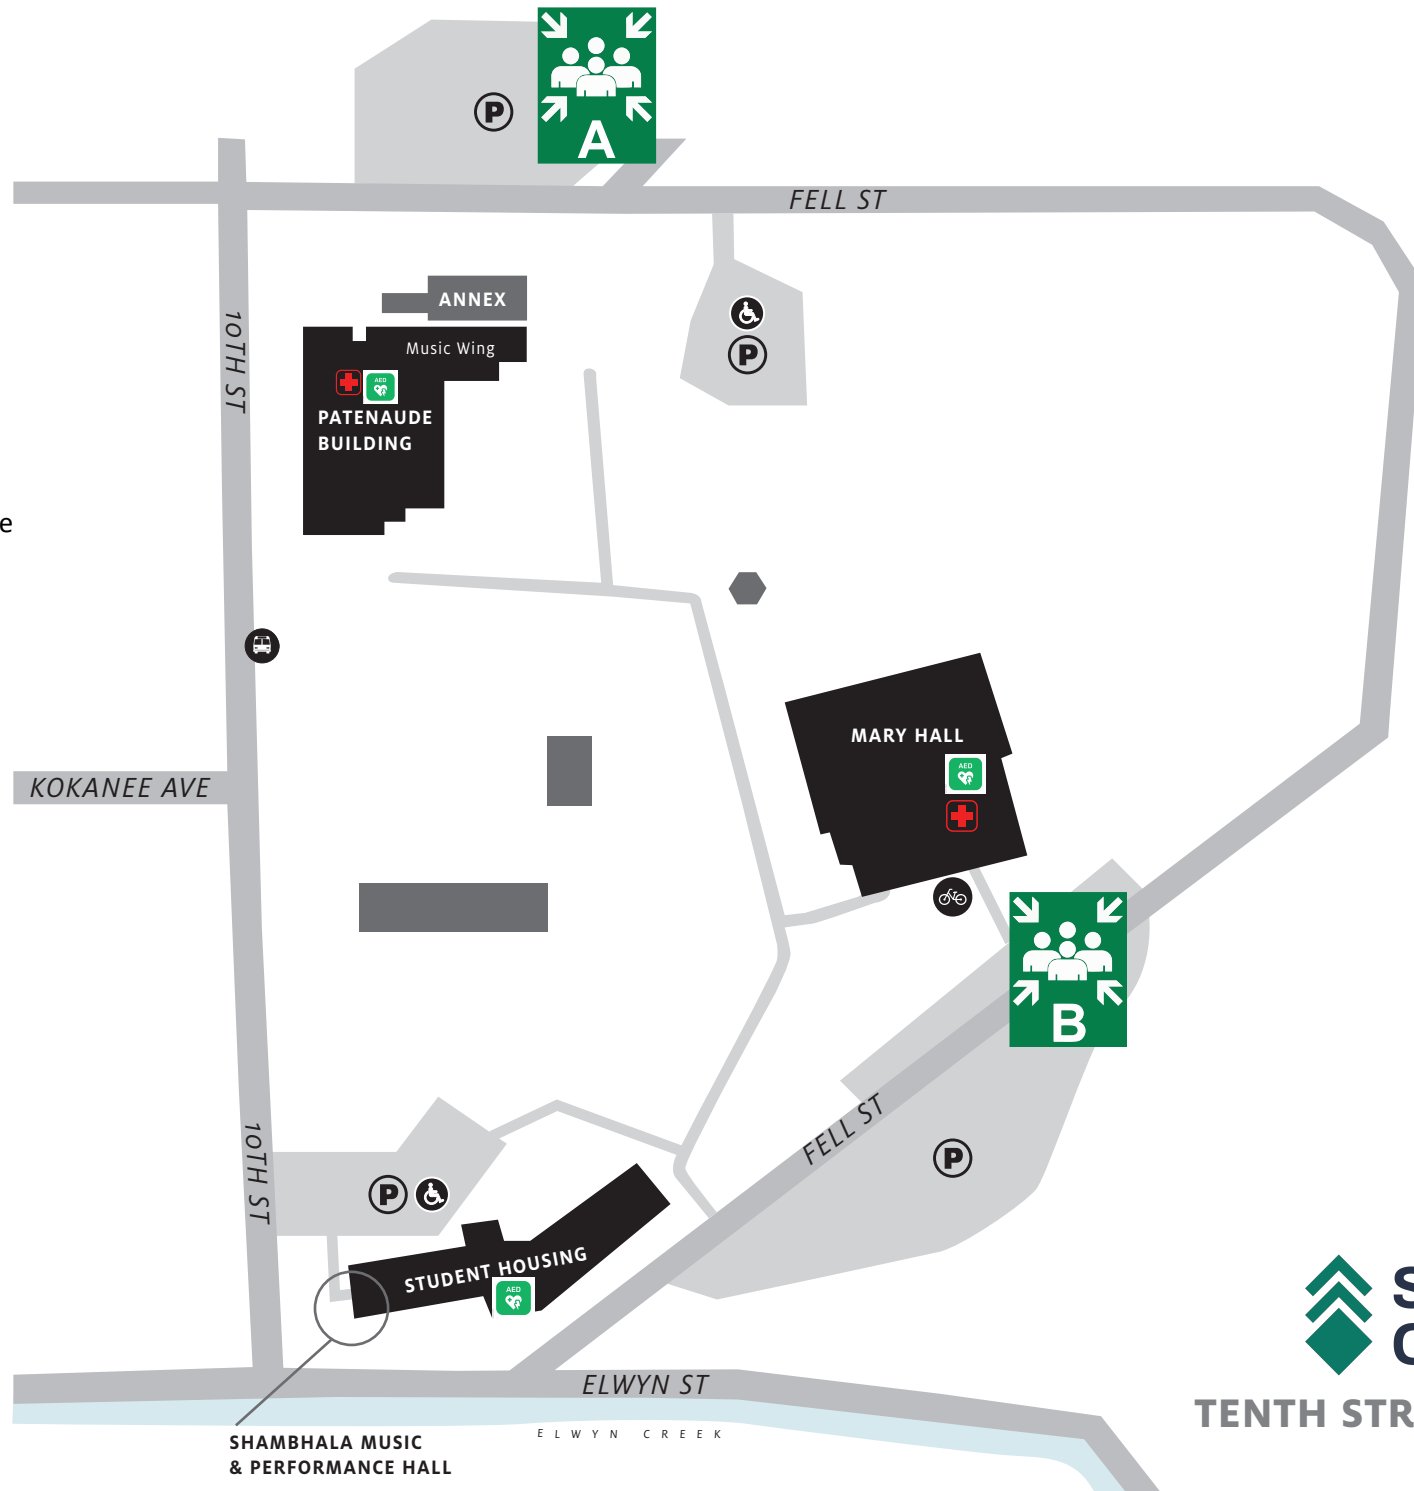 P
A
FELL ST
ANNEX
Music Wing
AED
PATENAUDE
BUILDING
10TH ST
P
e
MARY HALL
AED
KOKANEE AVE
B
FELL ST
P
10TH ST
P
STUDENT HOUSING
AED
ELWYN ST
ELWYN CREEK
SHAMBHALA MUSIC
& PERFORMANCE HALL
S
C
TENTH STR